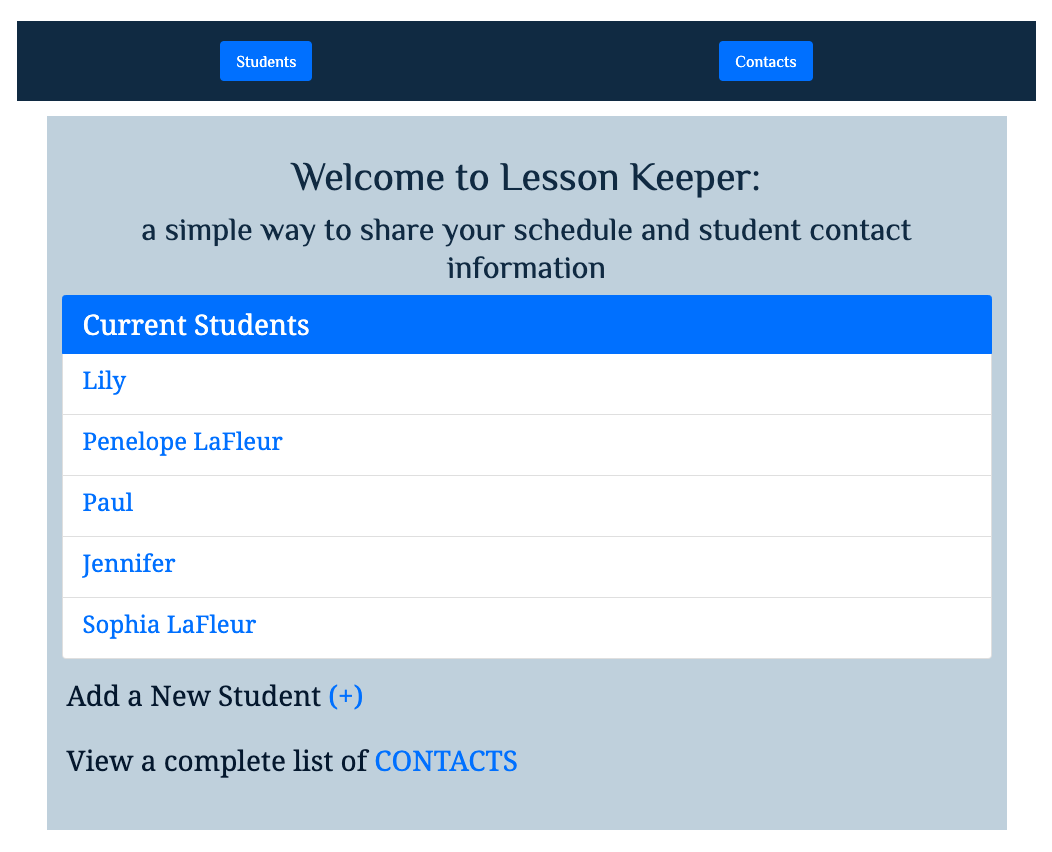 Students
Contacts
Welcome to Lesson Keeper:
a simple way to share your schedule and student contact
information
Current Students
Lily
Penelope LaFleur
Paul
Jennifer
Sophia LaFleur
Add a New Student (+)
View a complete list of CONTACTS